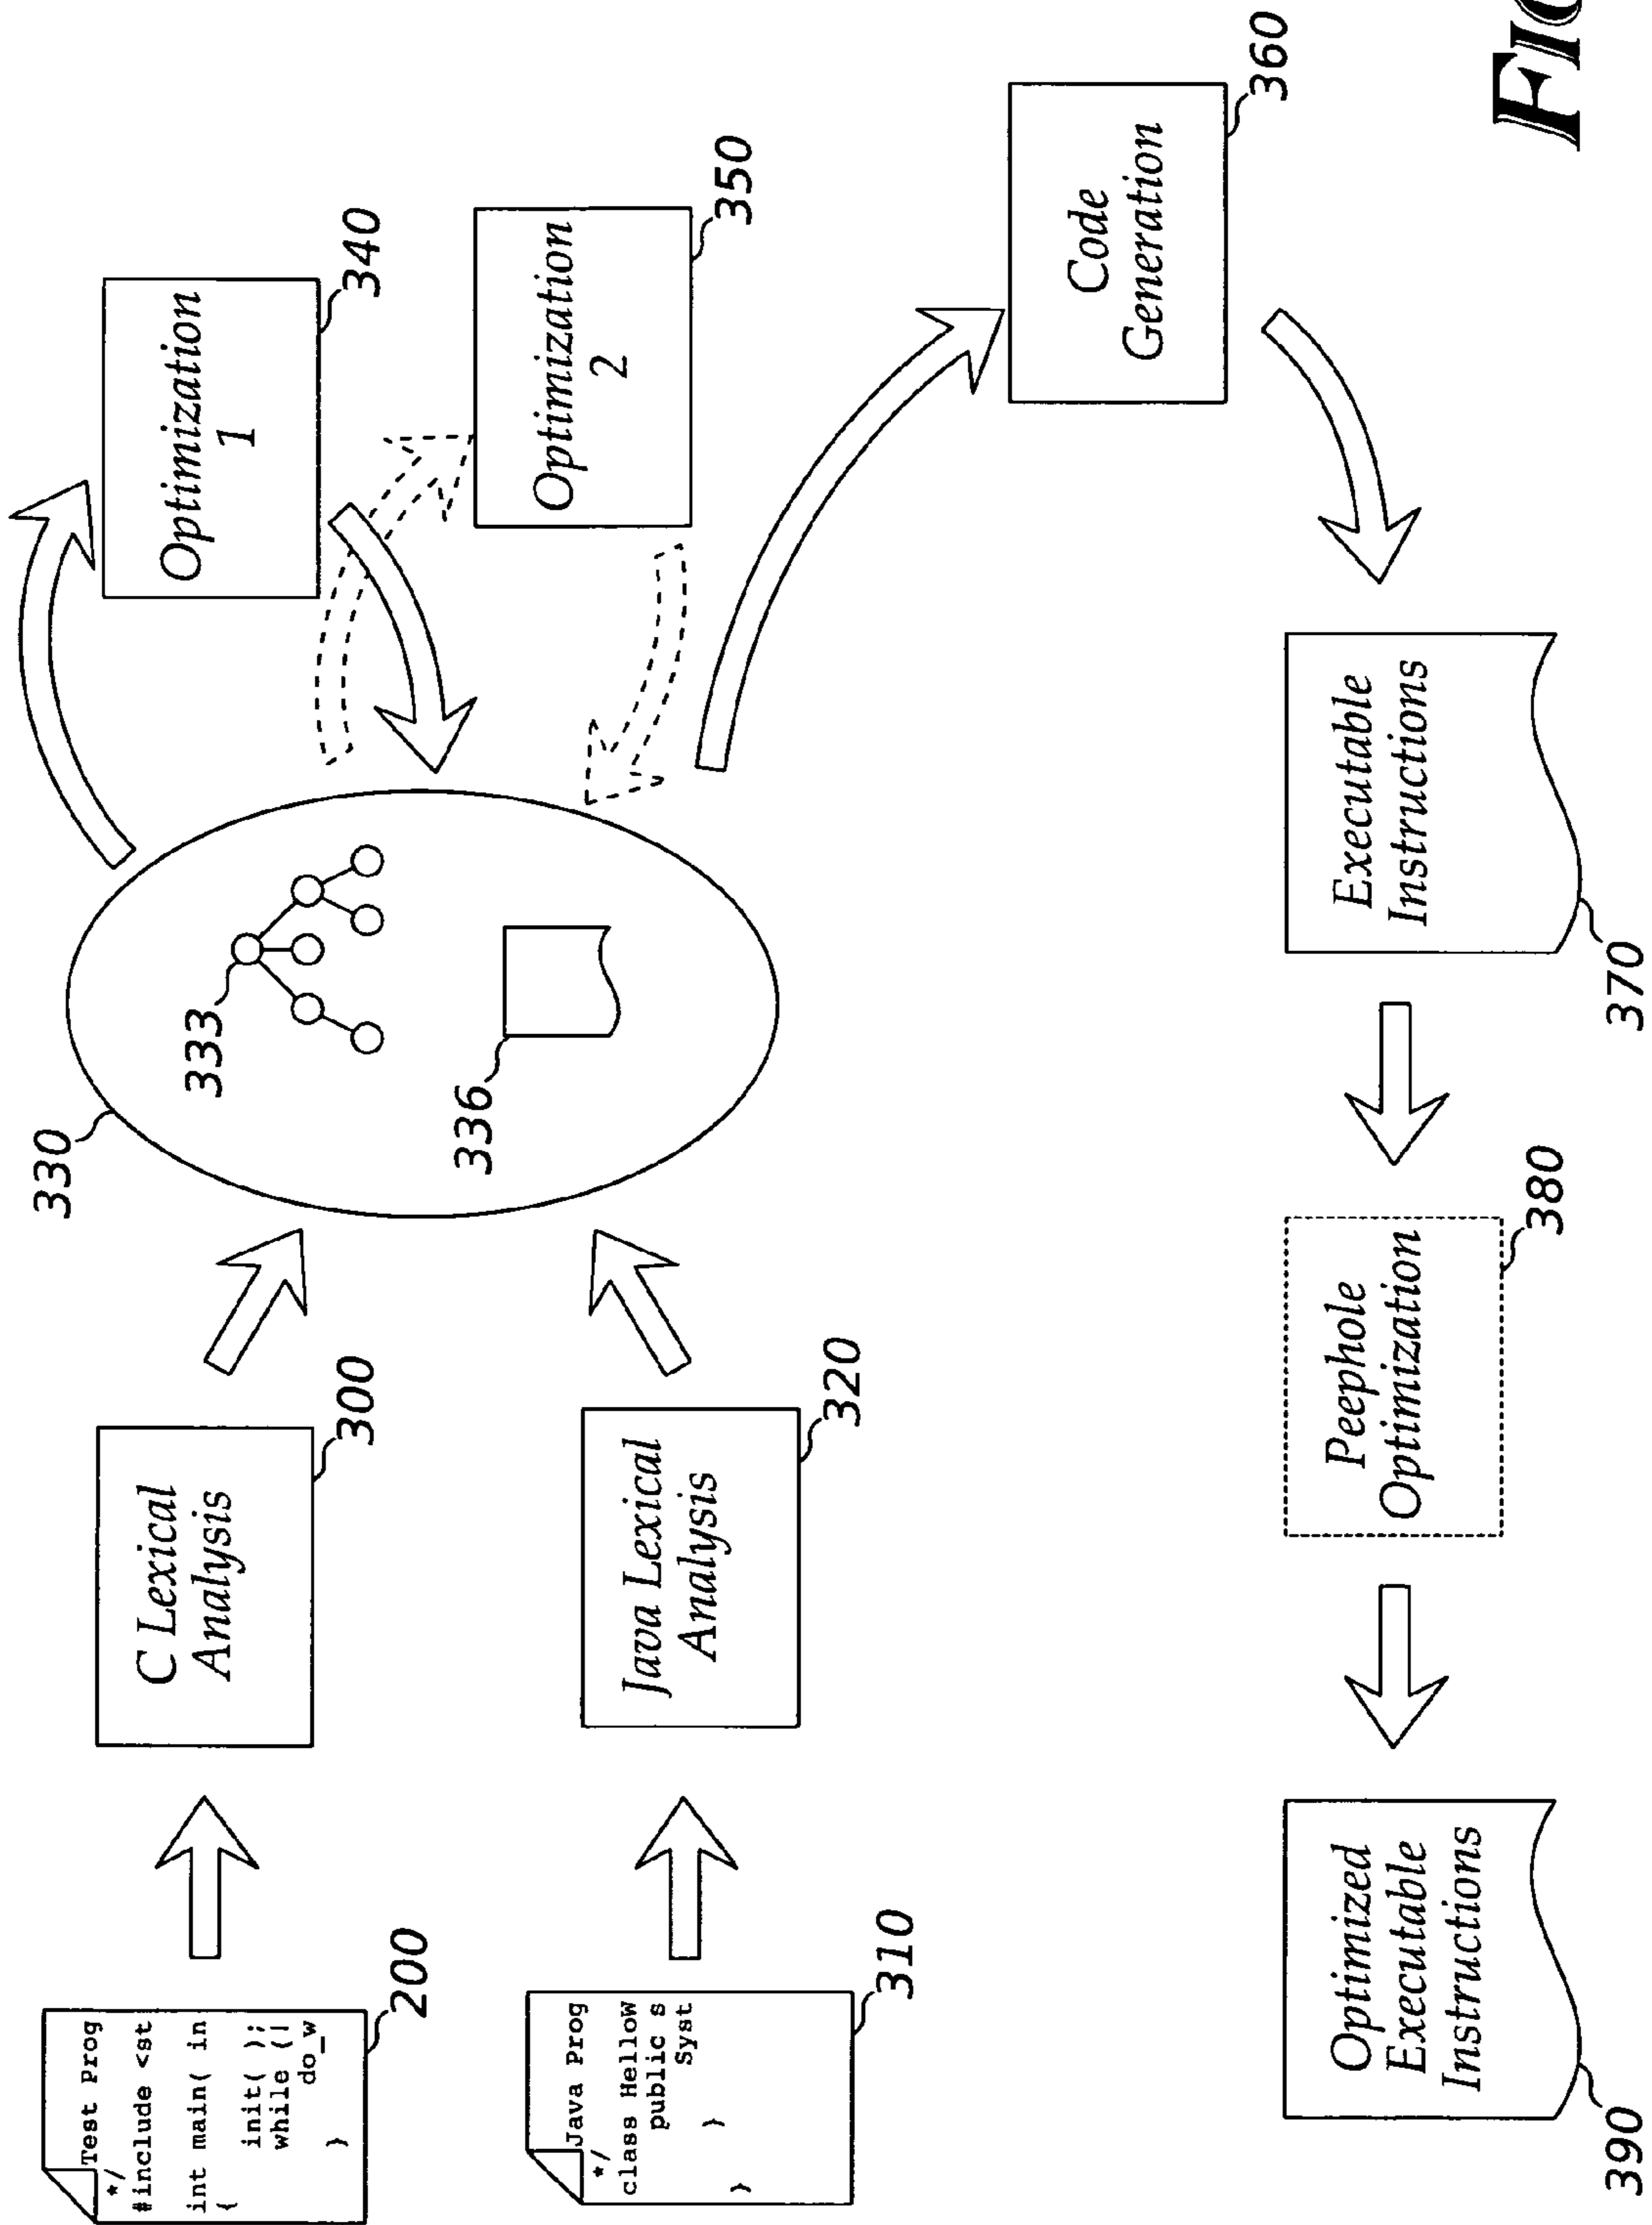 Test Prog
*/
#include <st
int main( in
{
init( );
while (|
do_w
}
200
C Lexical
Analysis
300
Java Prog
*/
class HelloW
public s
Syst
}
}
310
Java Lexical
Analysis
320
330
333
336
Optimization
1
340
Optimization
2
350
Code
Generation
360
Executable
Instructions
370
Peephole
Optimization
380
Optimized
Executable
Instructions
390